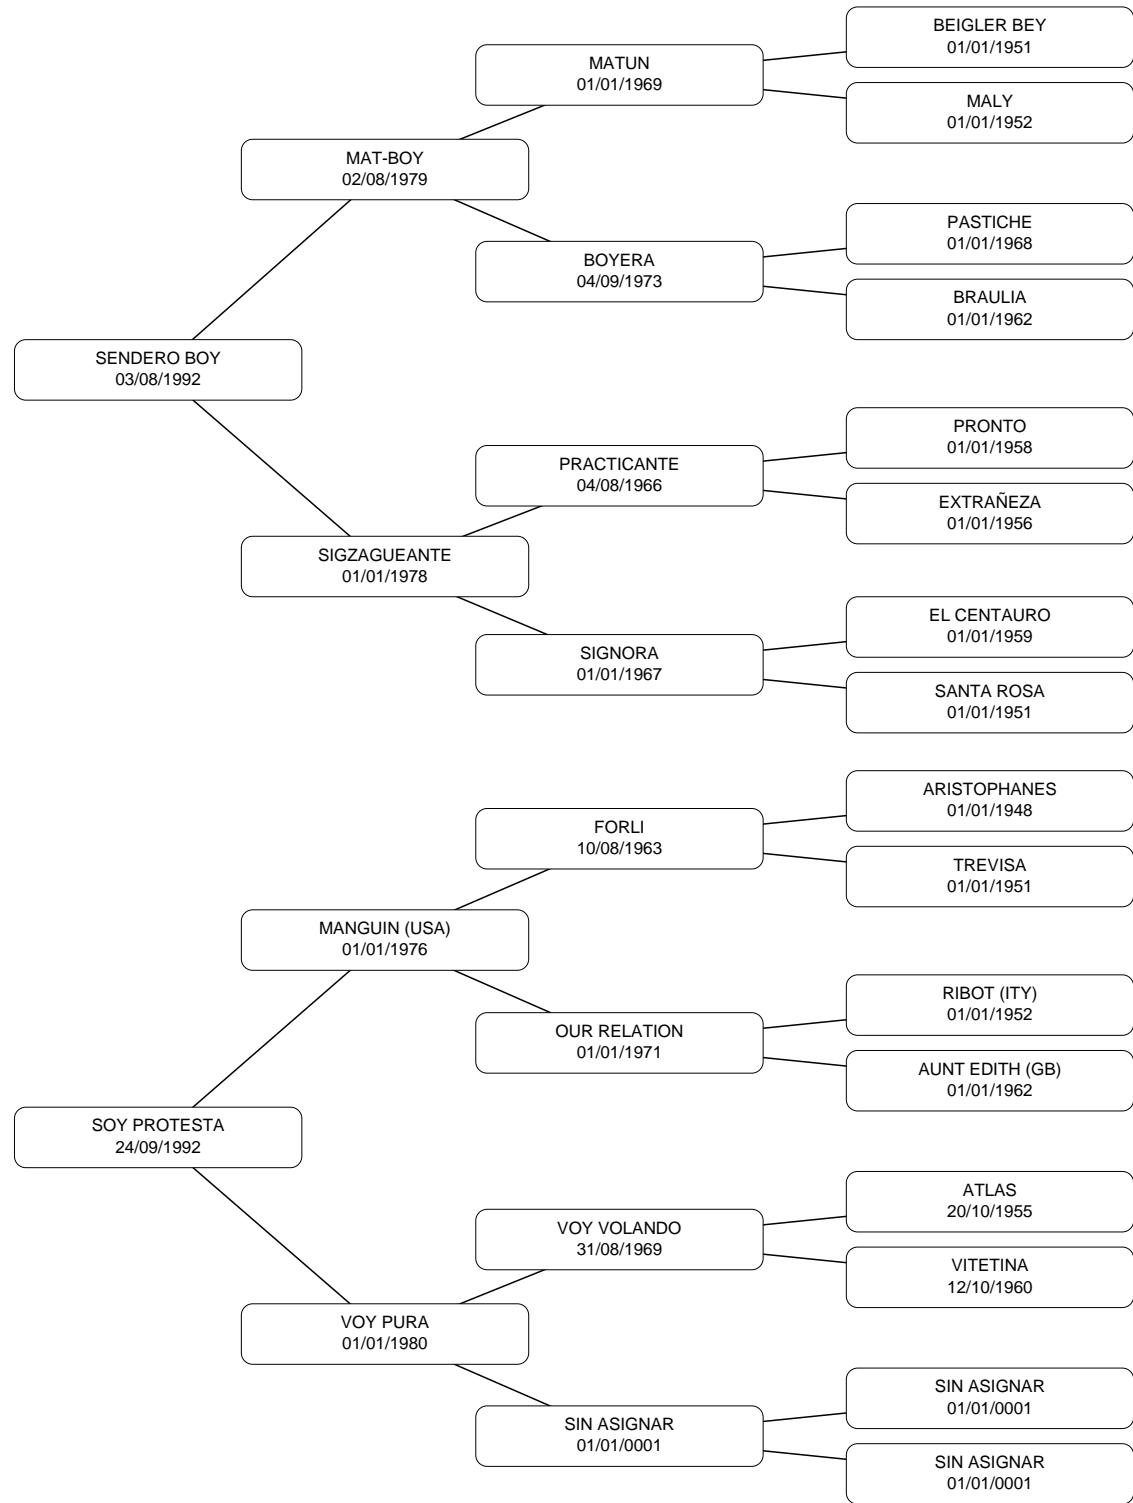 BEIGLER BEY
01/01/1951
MATUN
01/01/1969
MALY
01/01/1952
MAT-BOY
02/08/1979
PASTICHE
01/01/1968
BOYERA
04/09/1973
BRAULIA
01/01/1962
SENDERO BOY
03/08/1992
PRONTO
01/01/1958
PRACTICANTE
04/08/1966
EXTRAÑEZA
01/01/1956
SIGZAGUEANTE
01/01/1978
EL CENTAURO
01/01/1959
SIGNORA
01/01/1967
SANTA ROSA
01/01/1951
ARISTOPHANES
01/01/1948
FORLI
10/08/1963
TREVISA
01/01/1951
MANGUIN (USA)
01/01/1976
RIBOT (ITY)
01/01/1952
OUR RELATION
01/01/1971
AUNT EDITH (GB)
01/01/1962
SOY PROTESTA
24/09/1992
ATLAS
20/10/1955
VOY VOLANDO
31/08/1969
VITETINA
12/10/1960
VOY PURA
01/01/1980
SIN ASIGNAR
01/01/0001
SIN ASIGNAR
01/01/0001
SIN ASIGNAR
01/01/0001